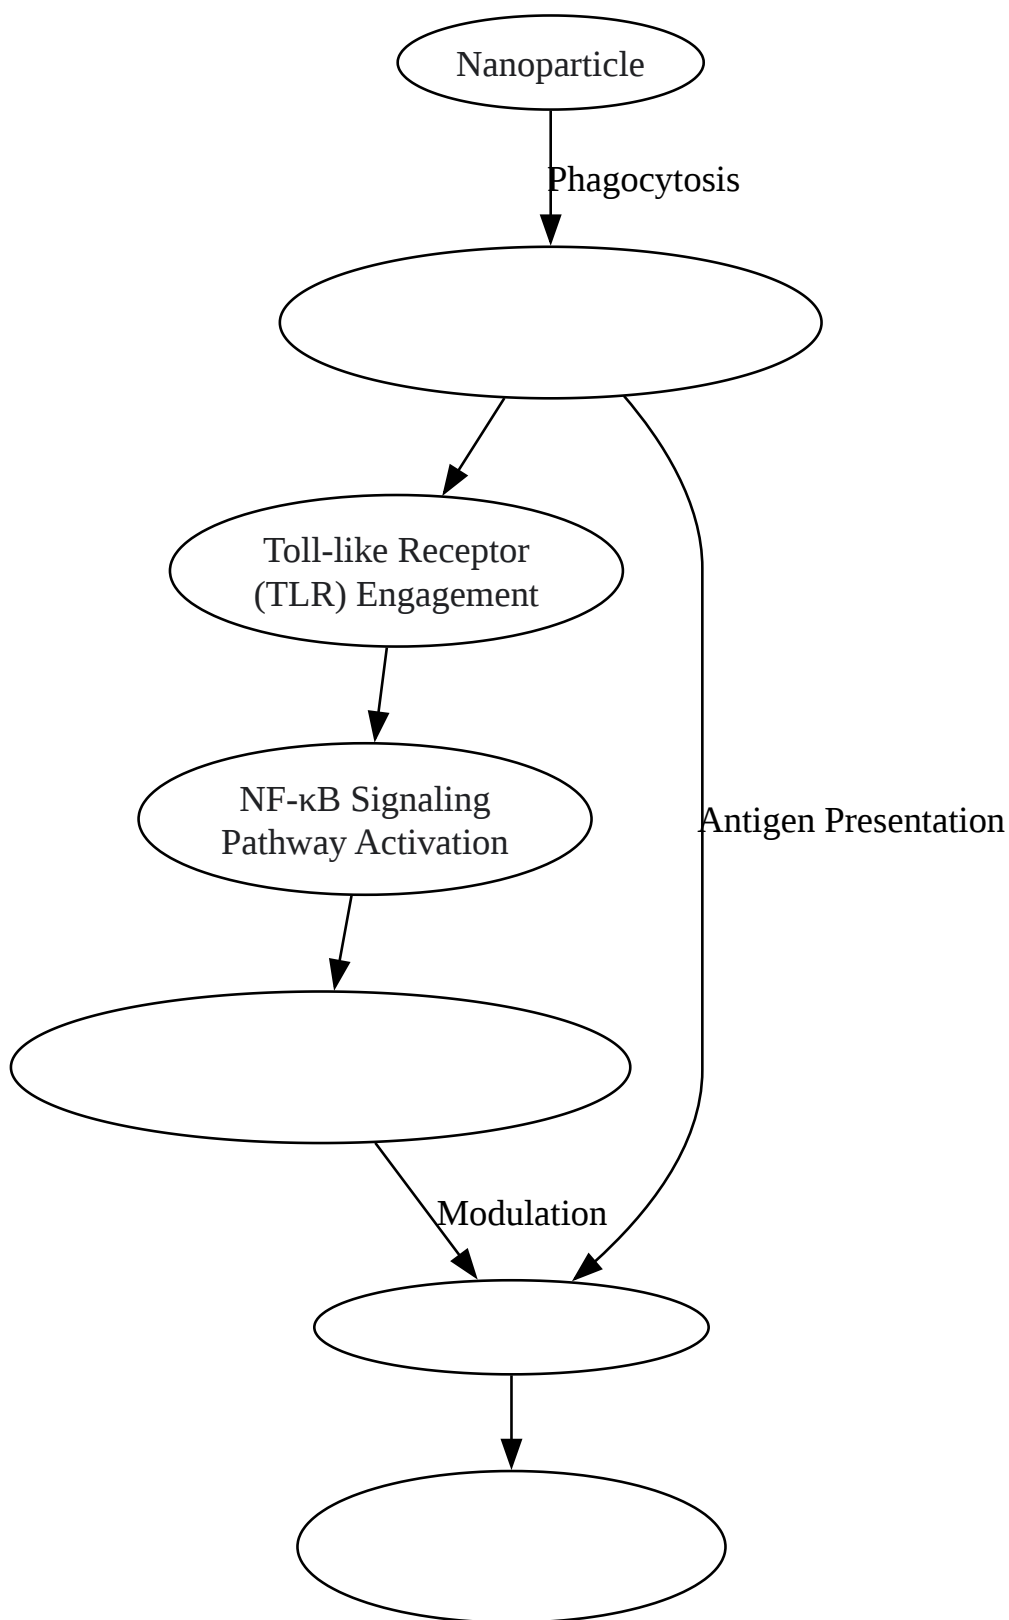 Nanoparticle
Phagocytosis
Toll-like Receptor
(TLR) Engagement
NF-κB Signaling
Pathway Activation
Antigen Presentation
Modulation